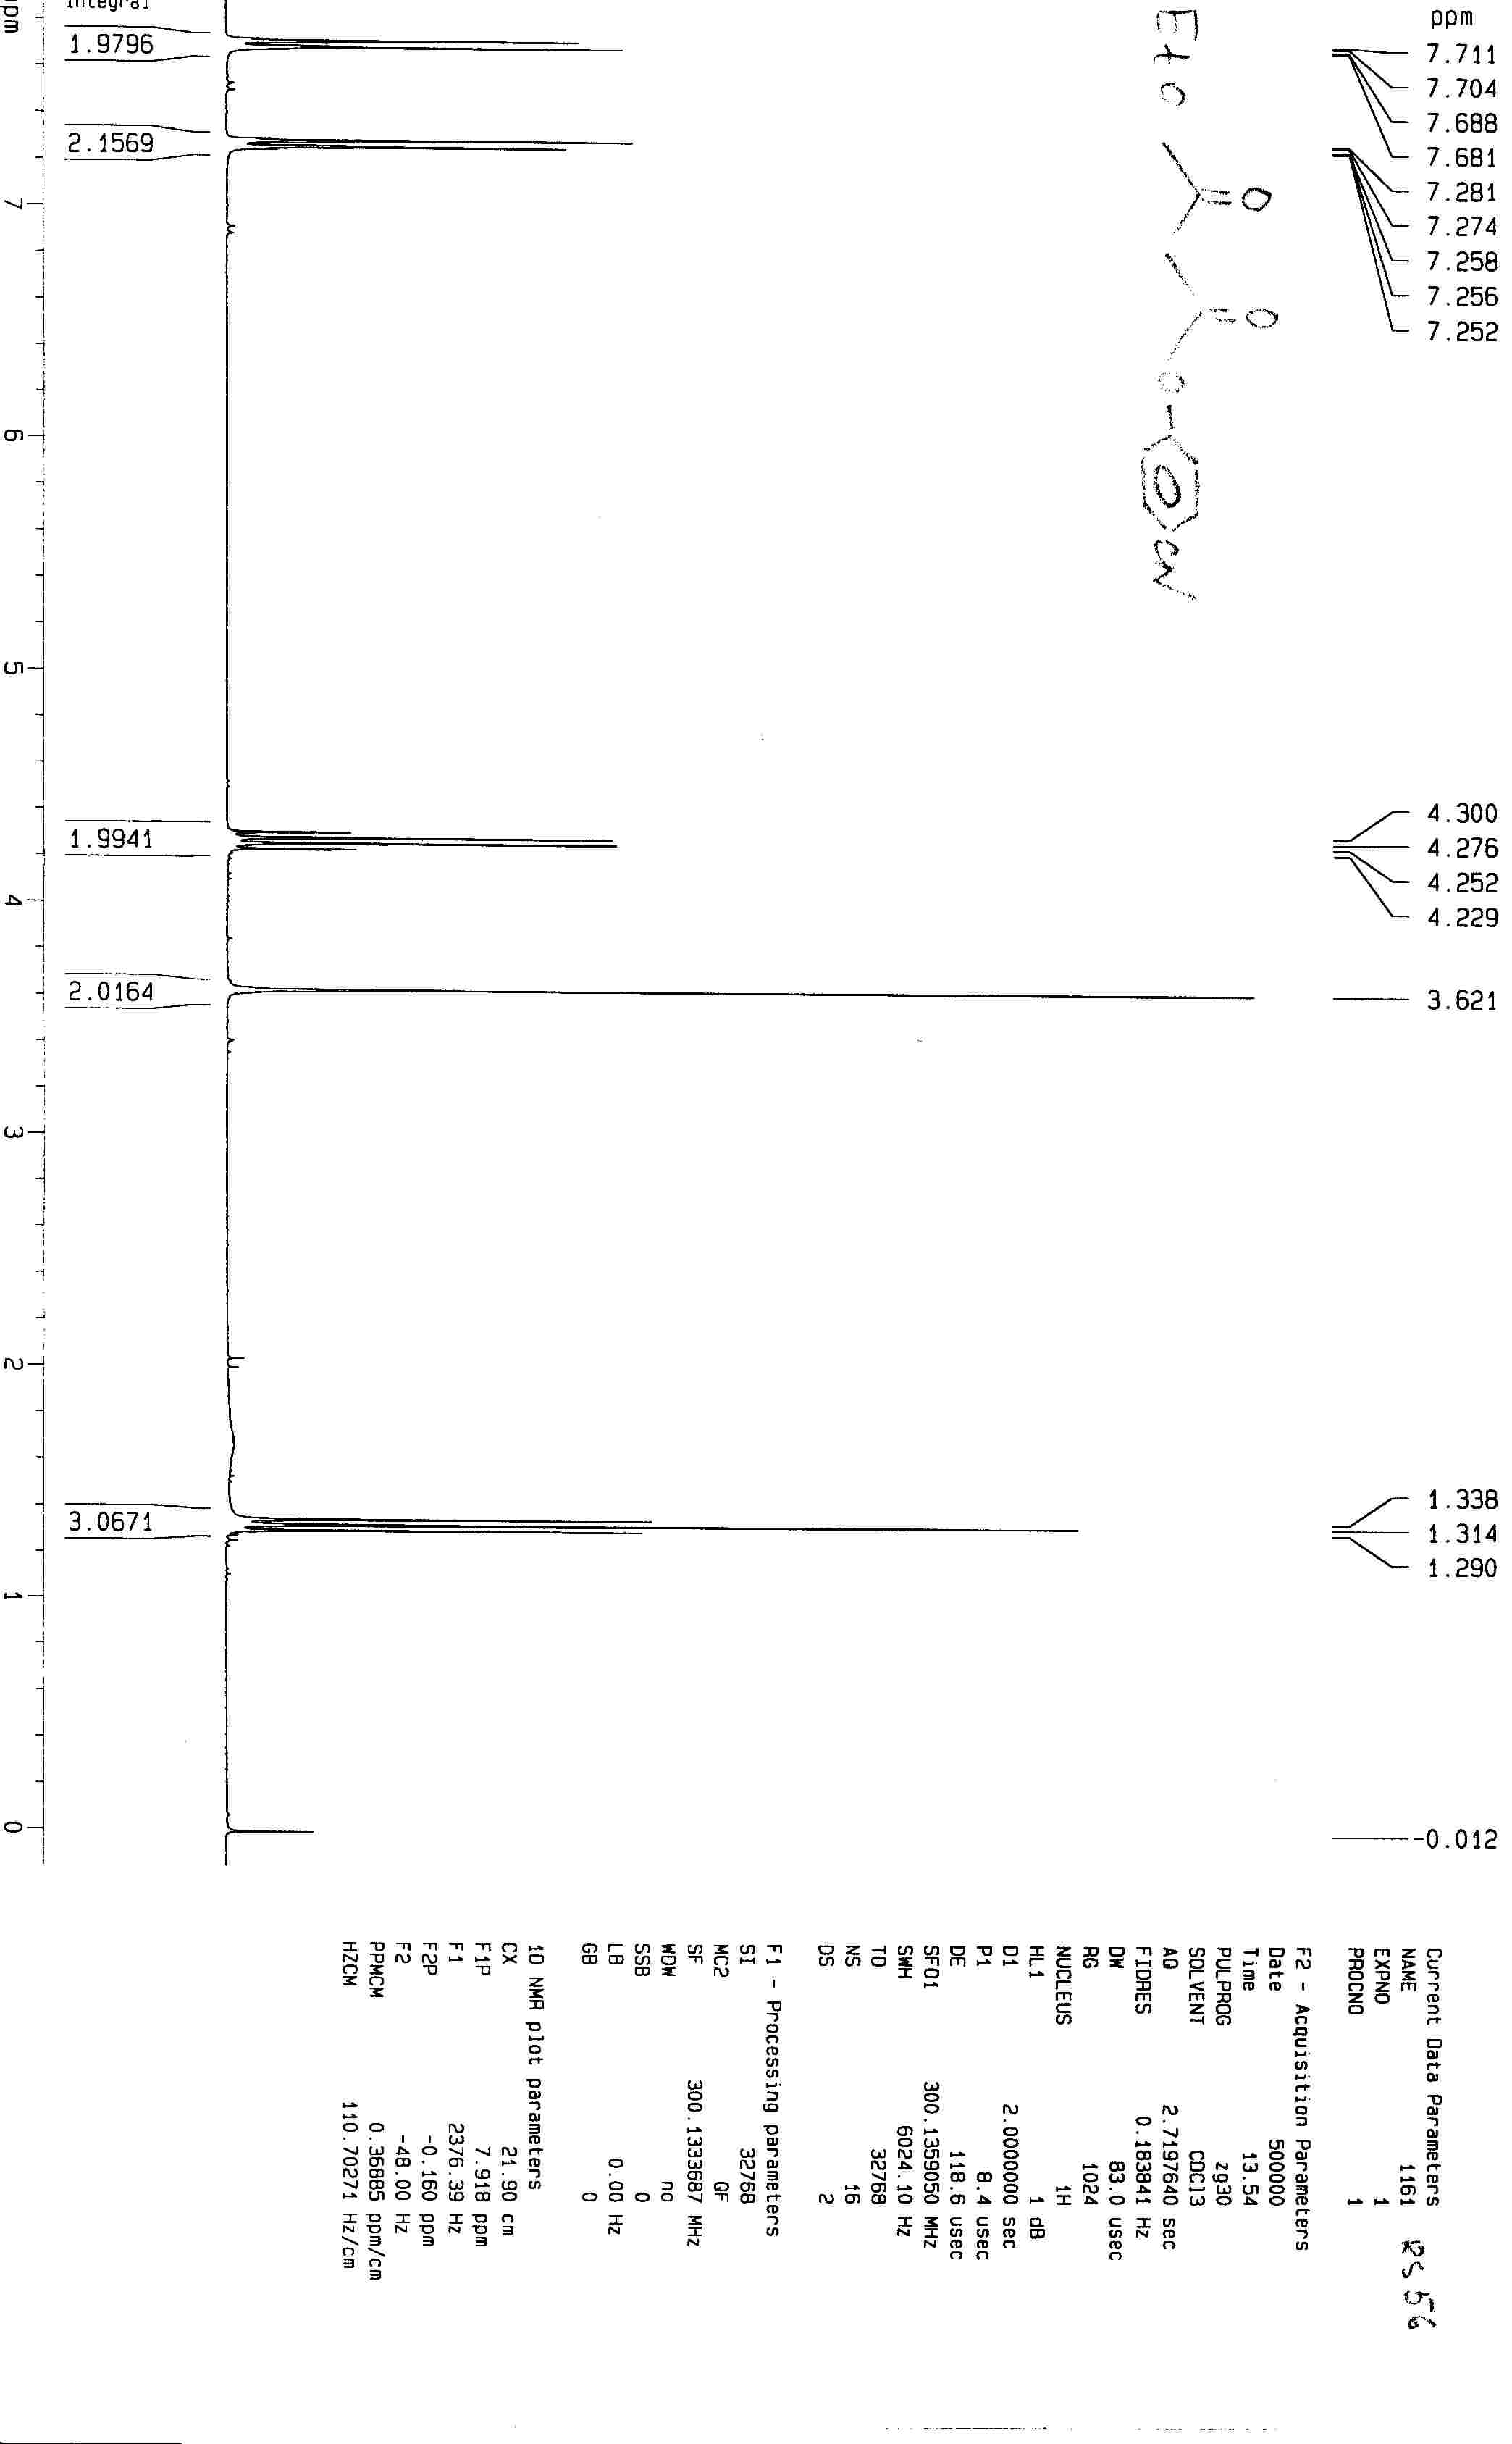 ppm
7.711
7.704
7.688
7.681
7.281
7.274
7.258
7.256
7.252
4.300
4.276
4.252
4.229
3.621
1.338
1.314
1.290
-0.012
EtO O O O CN
Integral
1.9796
2.1569
1.9941
2.0164
3.0671
ppm
7
6
5
4
3
2
1
0
Current Data Parameters
NAME 1161
EXPNO 1
PROCNO 1
RS 56
F2 - Acquisition Parameters
Date 500000
Time 13.54
PULPROG zg30
SOLVENT CDCl3
AQ 2.7197640 sec
FIDRES 0.183841 Hz
DW 83.0 usec
RG 1024
NUCLEUS 1H
HL1 1 dB
D1 2.0000000 sec
P1 8.4 usec
DE 118.6 usec
SFO1 300.1359050 MHz
SWH 6024.10 Hz
TD 32768
NS 16
DS 2
F1 - Processing parameters
SI 32768
MC2 QF
SF 300.1333687 MHz
WDW no
SSB 0
LB 0.00 Hz
GB 0
1D NMR plot parameters
CX 21.90 cm
F1P 7.918 ppm
F1 2376.39 Hz
F2P -0.160 ppm
F2 -48.00 Hz
PPMCM 0.36885 ppm/cm
HZCM 110.70271 Hz/cm